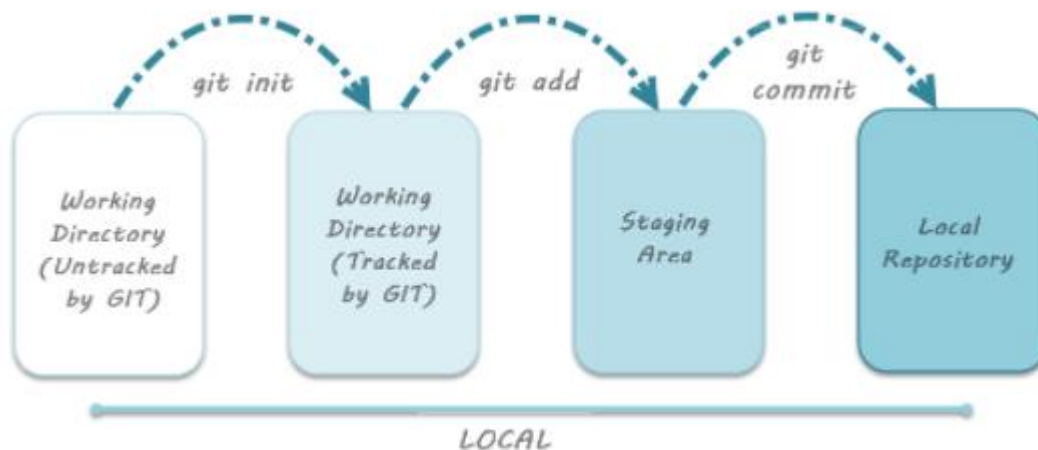 git init
git add
git
commit
Working
Directory
(Untracked
by GIT)
Working
Directory
(Tracked
by GIT)
Staging
Area
Local
Repository
LOCAL